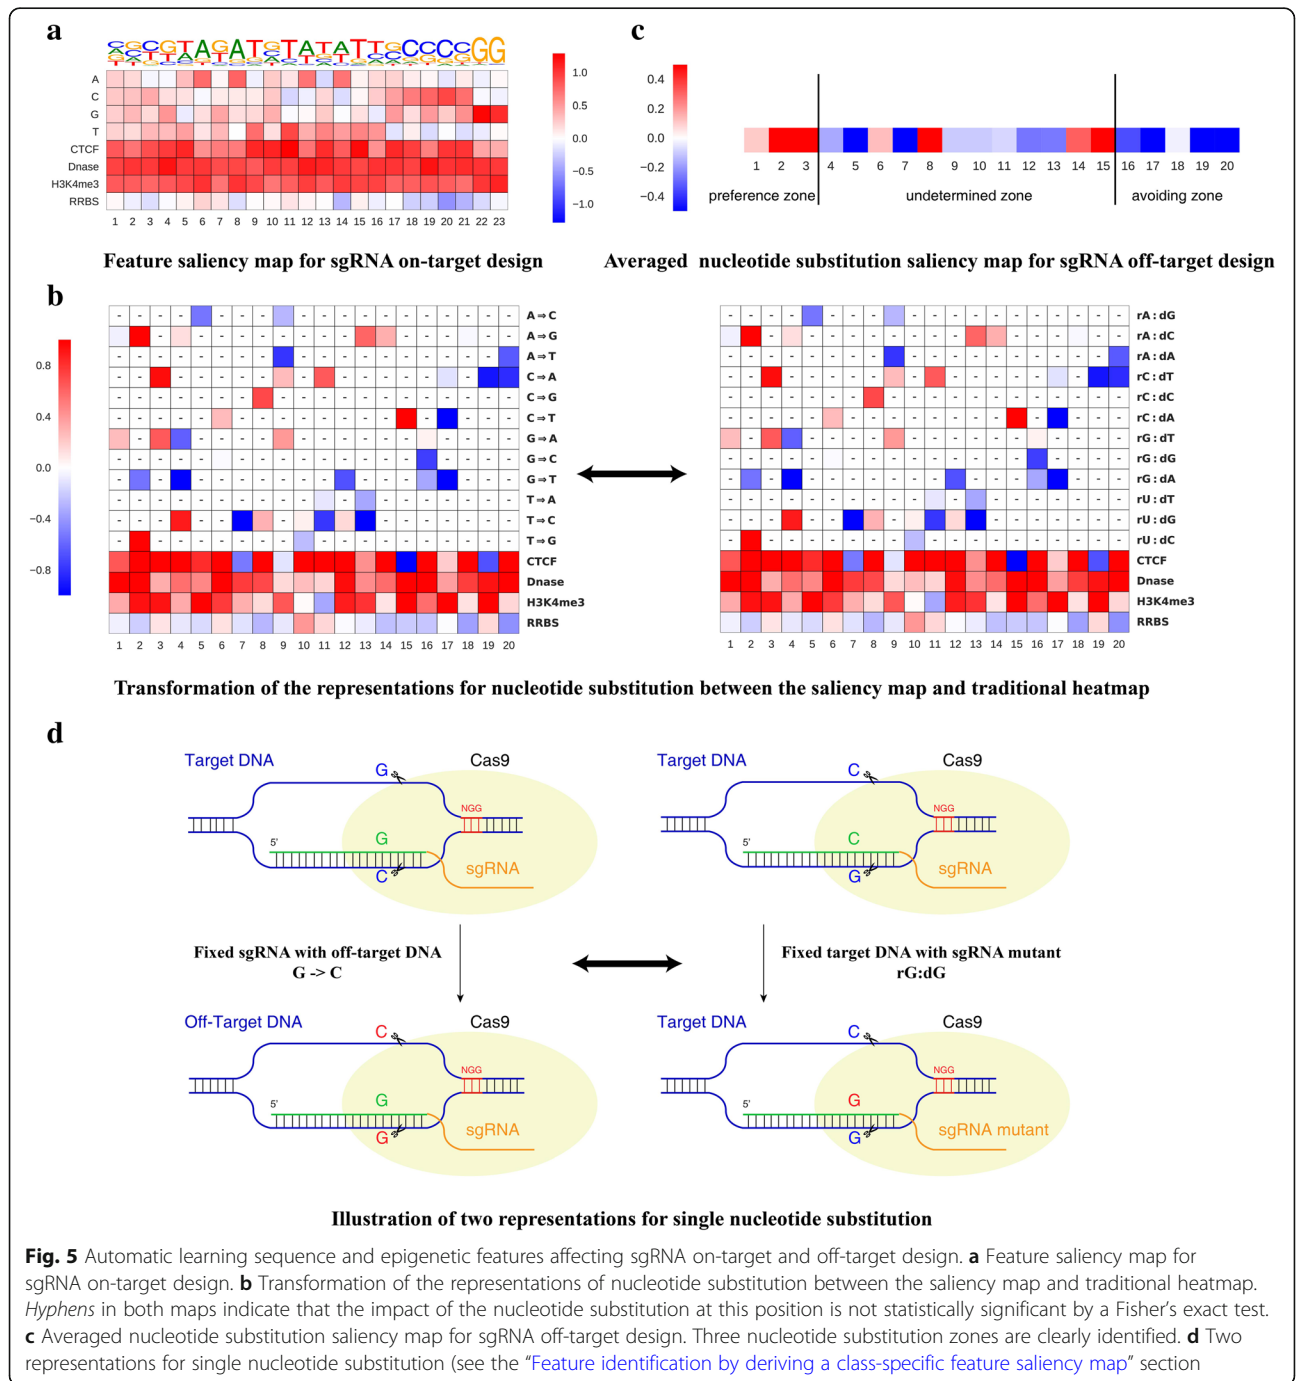 a
c
A
C
G
T
CTCF
Dnase
H3K4me3
RRBS
1 2 3 4 5 6 7 8 9 10 11 12 13 14 15 16 17 18 19 20 21 22 23
1.0
0.5
0.0
−0.5
−1.0
0.4
0.2
0.0
−0.2
−0.4
1 2 3 4 5 6 7 8 9 10 11 12 13 14 15 16 17 18 19 20
preference zone undetermined zone avoiding zone
Feature saliency map for sgRNA on-target design
Averaged nucleotide substitution saliency map for sgRNA off-target design
b
0.8
0.4
0.0
−0.4
−0.8
A⇒C
A⇒G
A⇒T
C⇒A
C⇒G
C⇒T
G⇒A
G⇒C
G⇒T
T⇒A
T⇒C
T⇒G
CTCF
Dnase
H3K4me3
RRBS
1 2 3 4 5 6 7 8 9 10 11 12 13 14 15 16 17 18 19 20
rA:dG
rA:dC
rA:dA
rC:dT
rC:dC
rC:dA
rG:dT
rG:dG
rG:dA
rU:dT
rU:dG
rU:dC
CTCF
Dnase
H3K4me3
RRBS
1 2 3 4 5 6 7 8 9 10 11 12 13 14 15 16 17 18 19 20
Transformation of the representations for nucleotide substitution between the saliency map and traditional heatmap
d
Target DNA G Cas9
NGG
5' G
C sgRNA
Target DNA C Cas9
NGG
5' C
G sgRNA
Fixed sgRNA with off-target DNA
G -> C
Fixed target DNA with sgRNA mutant
rG:dG
Off-Target DNA C Cas9
NGG
5' G
G sgRNA
Target DNA C Cas9
NGG
5' G
G sgRNA mutant
Illustration of two representations for single nucleotide substitution
Fig. 5 Automatic learning sequence and epigenetic features affecting sgRNA on-target and off-target design. a Feature saliency map for
sgRNA on-target design. b Transformation of the representations of nucleotide substitution between the saliency map and traditional heatmap.
Hyphens in both maps indicate that the impact of the nucleotide substitution at this position is not statistically significant by a Fisher's exact test.
c Averaged nucleotide substitution saliency map for sgRNA off-target design. Three nucleotide substitution zones are clearly identified. d Two
representations for single nucleotide substitution (see the "Feature identification by deriving a class-specific feature saliency map" section